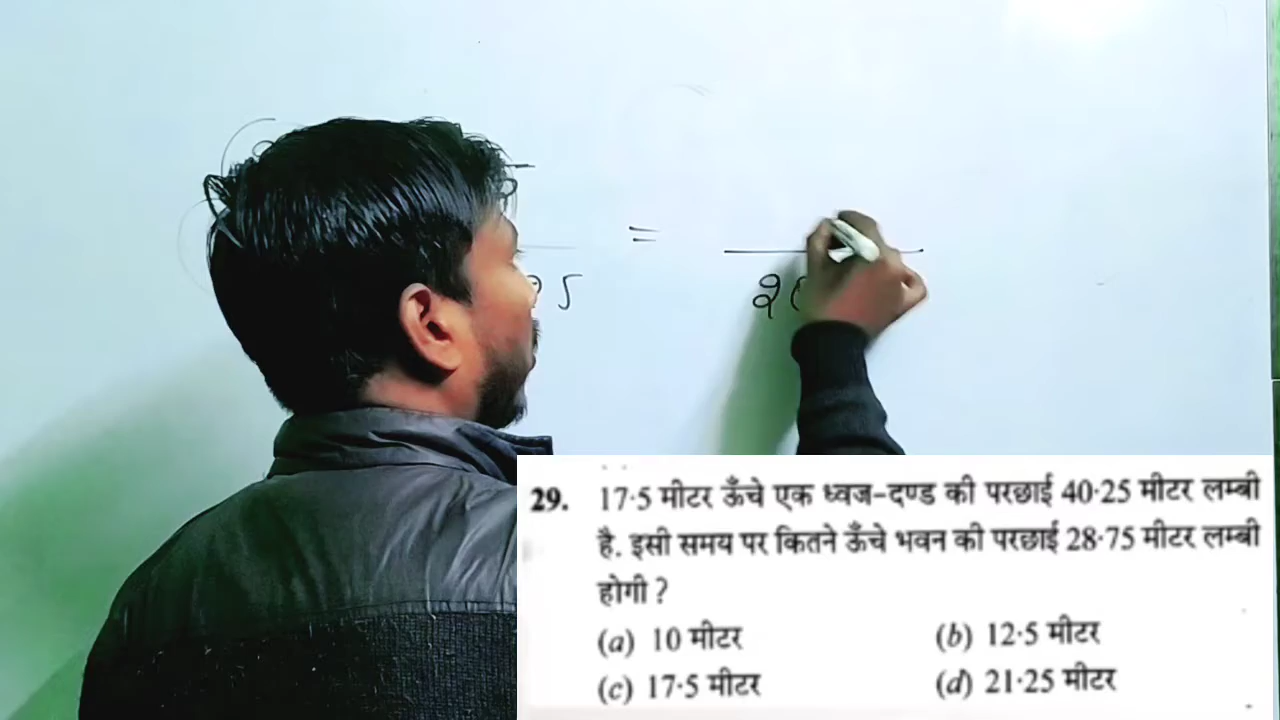 =
29. 17·5 मीटर ऊँचे एक ध्वज-दण्ड की परछाई 40·25 मीटर लम्बी
है. इसी समय पर कितने ऊँचे भवन की परछाई 28·75 मीटर लम्बी
होगी ?
(a) 10 मीटर (b) 12·5 मीटर
(c) 17·5 मीटर (d) 21·25 मीटर